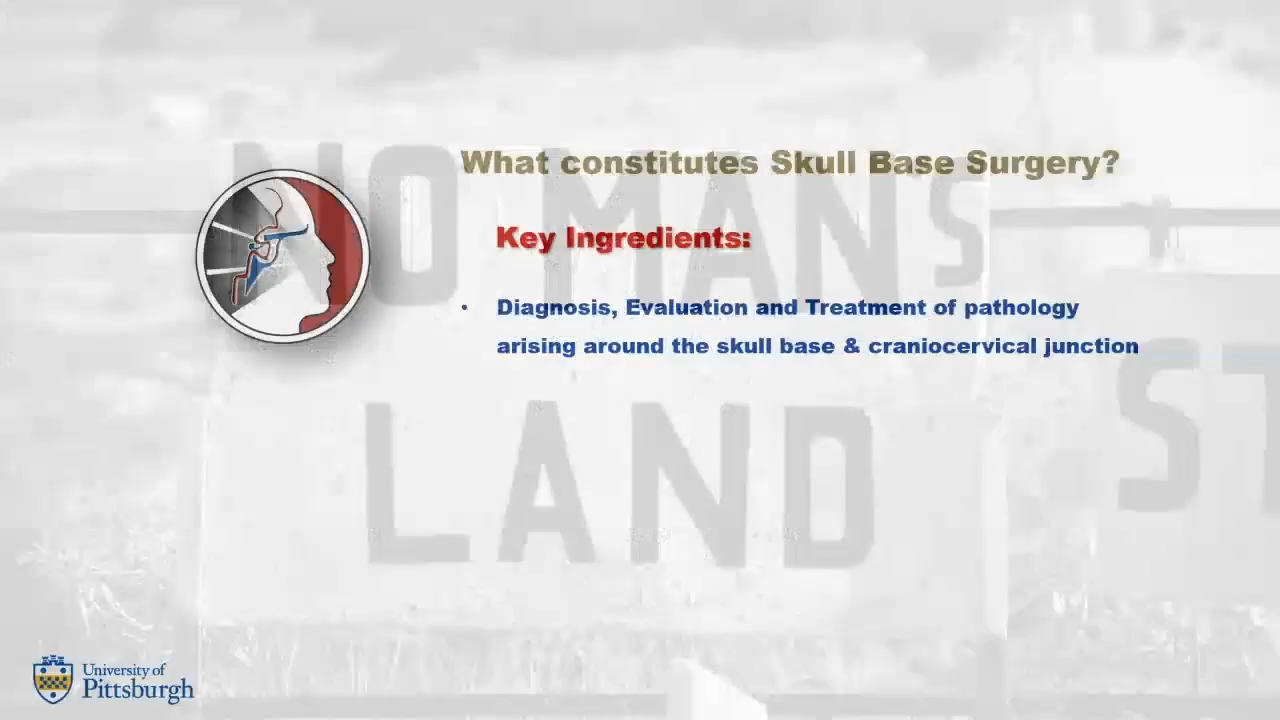 What constitutes Skull Base Surgery?
Key Ingredients:
• Diagnosis, Evaluation and Treatment of pathology
arising around the skull base & craniocervical junction
NO MANS
LAND
ST
University of
Pittsburgh